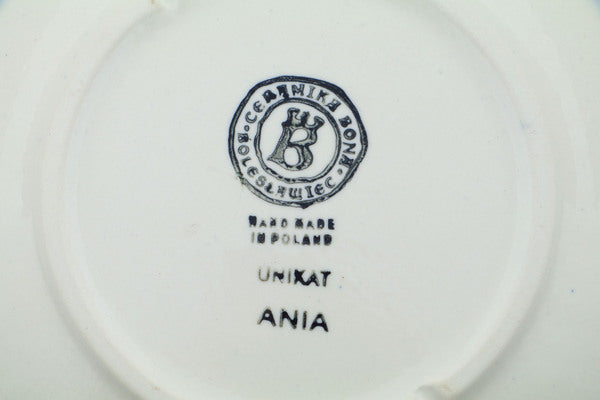 CERAMIKA BONA
BOLESŁAWIEC
B
HAND MADE
IN POLAND
UNIKAT
ANIA